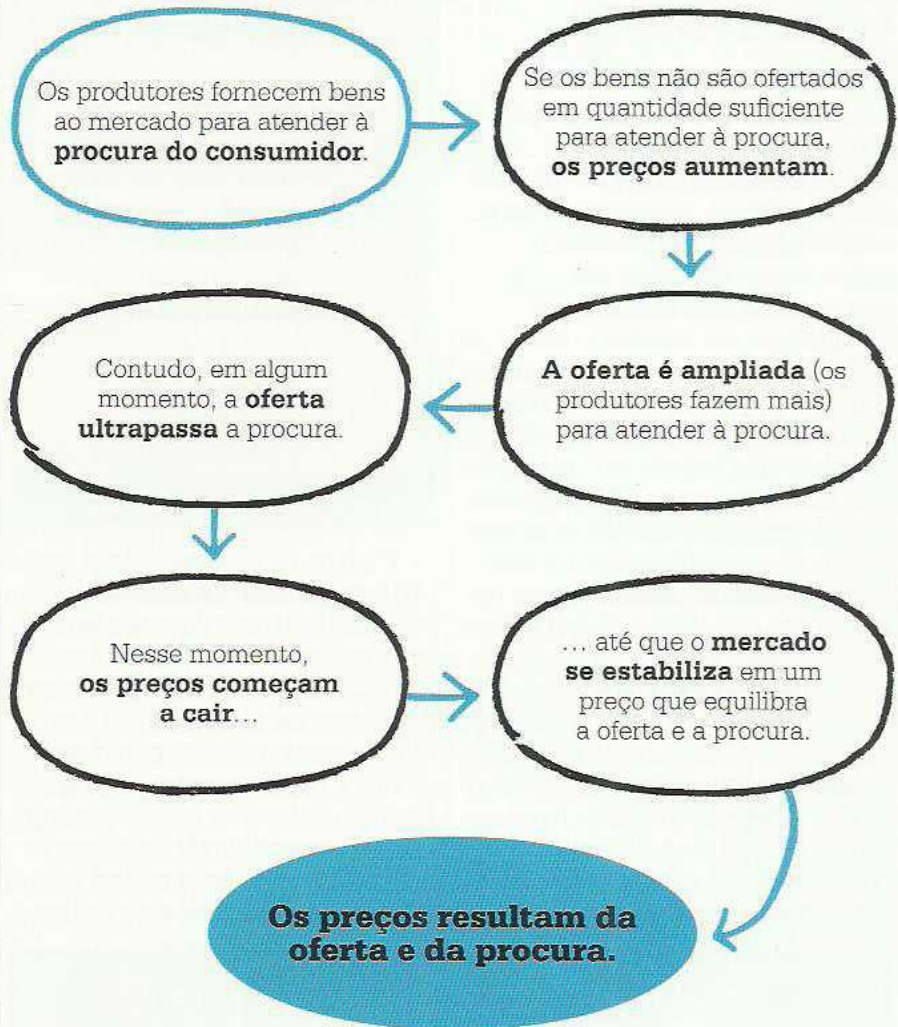 Os produtores fornecem bens
ao mercado para atender à
procura do consumidor.
Se os bens não são ofertados
em quantidade suficiente
para atender à procura,
os preços aumentam.
A oferta é ampliada (os
produtores fazem mais)
para atender à procura.
Contudo, em algum
momento, a oferta
ultrapassa a procura.
Nesse momento,
os preços começam
a cair...
... até que o mercado
se estabiliza em um
preço que equilibra
a oferta e a procura.
Os preços resultam da
oferta e da procura.